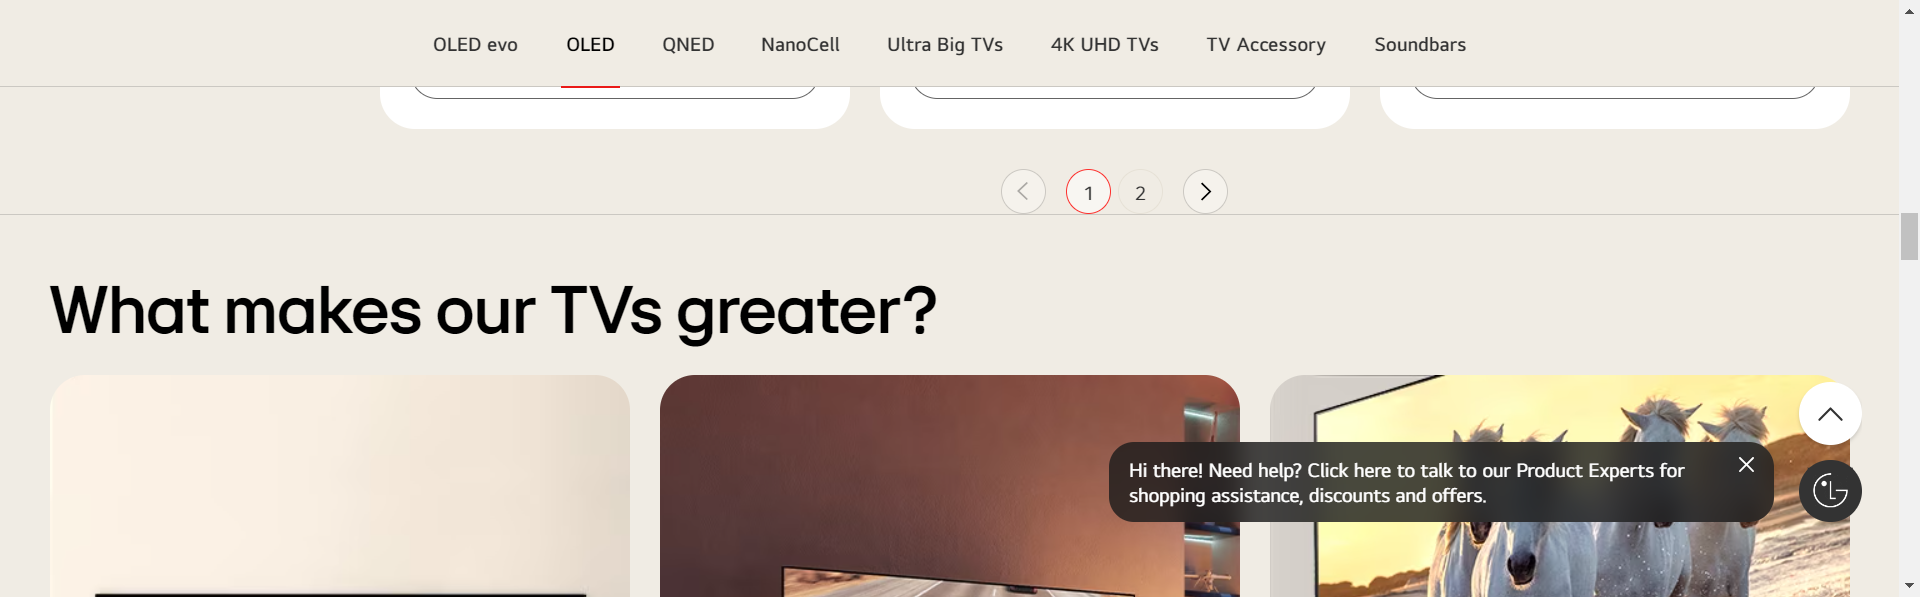 OLED evo OLED QNED NanoCell Ultra Big TVs 4K UHD TVs TV Accessory Soundbars
1 2
What makes our TVs greater?
Hi there! Need help? Click here to talk to our Product Experts for
shopping assistance, discounts and offers.